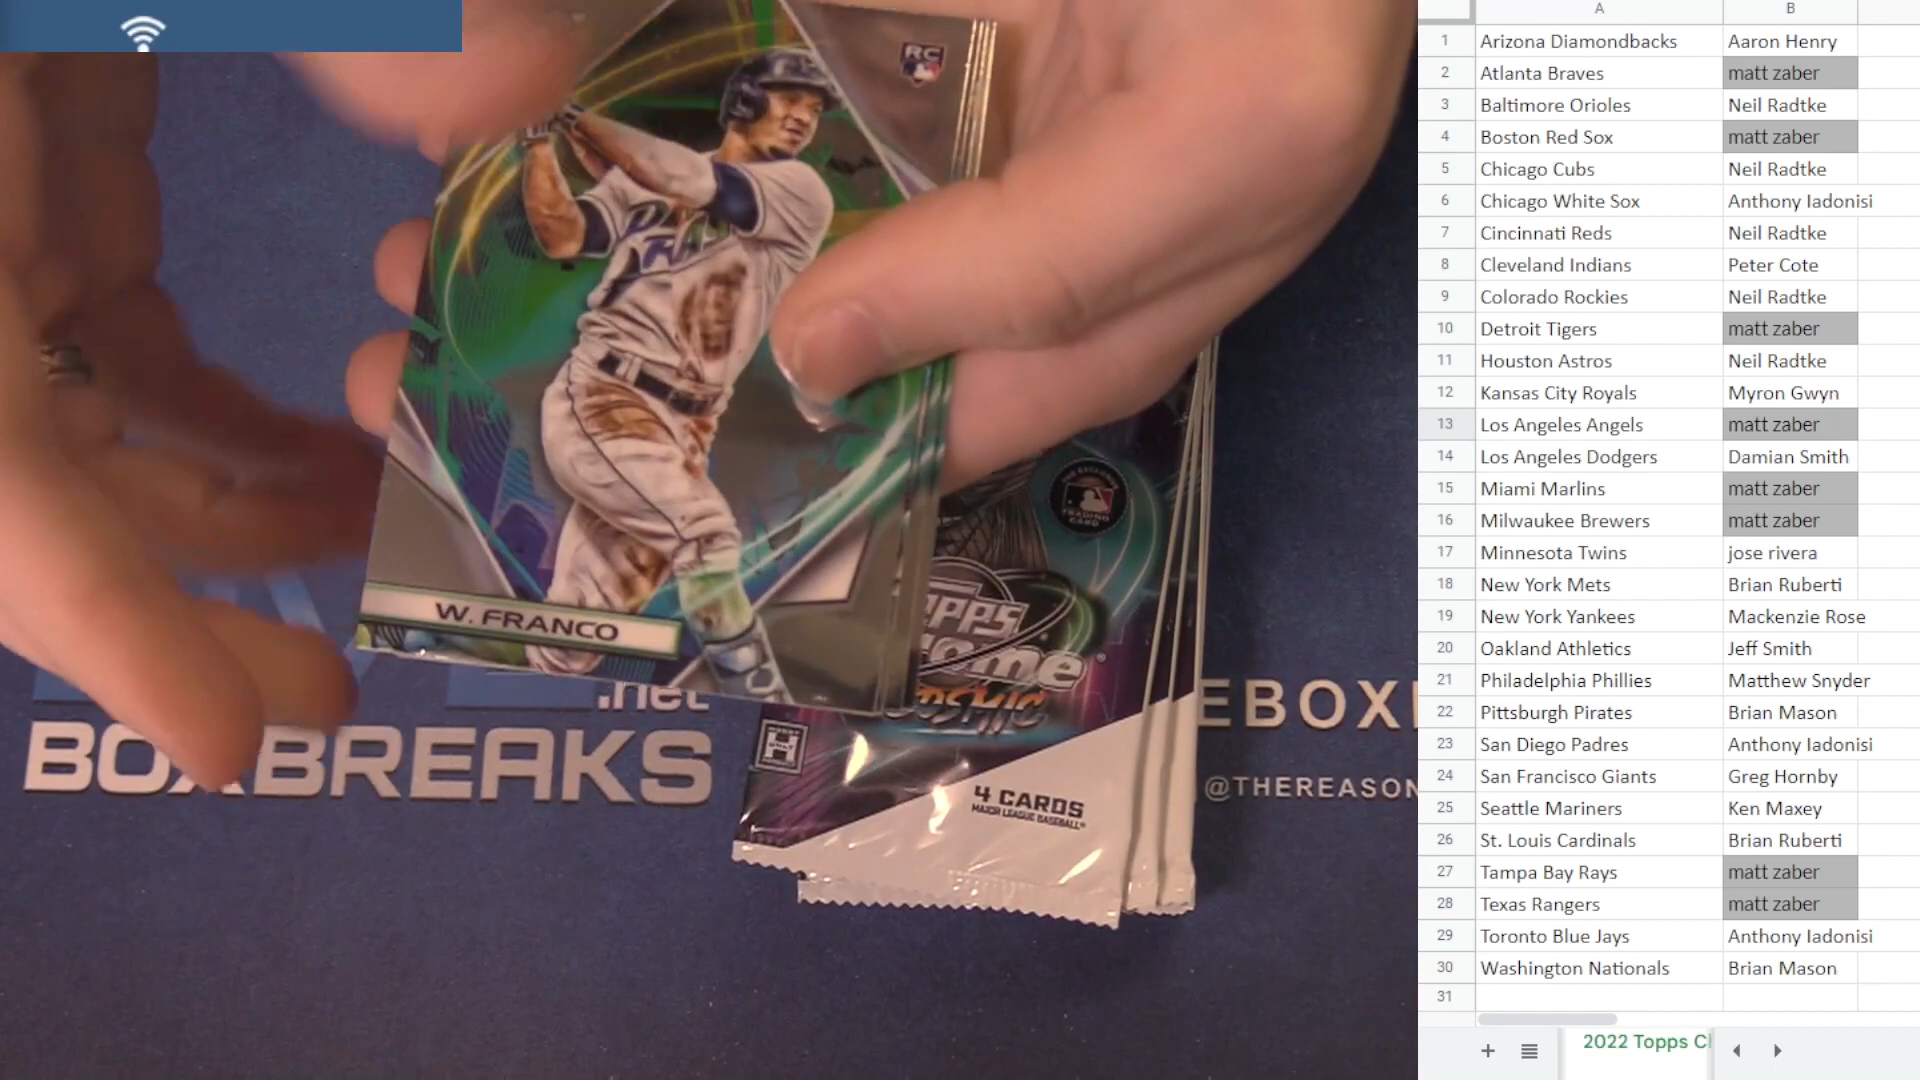 RC
W. FRANCO
TOPPS
COSMIC
4 CARDS
MAJOR LEAGUE BASEBALL
.net
BOXBREAKS
EBOX
@THEREASON
A B
1 Arizona Diamondbacks Aaron Henry
2 Atlanta Braves matt zaber
3 Baltimore Orioles Neil Radtke
4 Boston Red Sox matt zaber
5 Chicago Cubs Neil Radtke
6 Chicago White Sox Anthony Iadonisi
7 Cincinnati Reds Neil Radtke
8 Cleveland Indians Peter Cote
9 Colorado Rockies Neil Radtke
10 Detroit Tigers matt zaber
11 Houston Astros Neil Radtke
12 Kansas City Royals Myron Gwyn
13 Los Angeles Angels matt zaber
14 Los Angeles Dodgers Damian Smith
15 Miami Marlins matt zaber
16 Milwaukee Brewers matt zaber
17 Minnesota Twins jose rivera
18 New York Mets Brian Ruberti
19 New York Yankees Mackenzie Rose
20 Oakland Athletics Jeff Smith
21 Philadelphia Phillies Matthew Snyder
22 Pittsburgh Pirates Brian Mason
23 San Diego Padres Anthony Iadonisi
24 San Francisco Giants Greg Hornby
25 Seattle Mariners Ken Maxey
26 St. Louis Cardinals Brian Ruberti
27 Tampa Bay Rays matt zaber
28 Texas Rangers matt zaber
29 Toronto Blue Jays Anthony Iadonisi
30 Washington Nationals Brian Mason
31
2022 Topps Cl